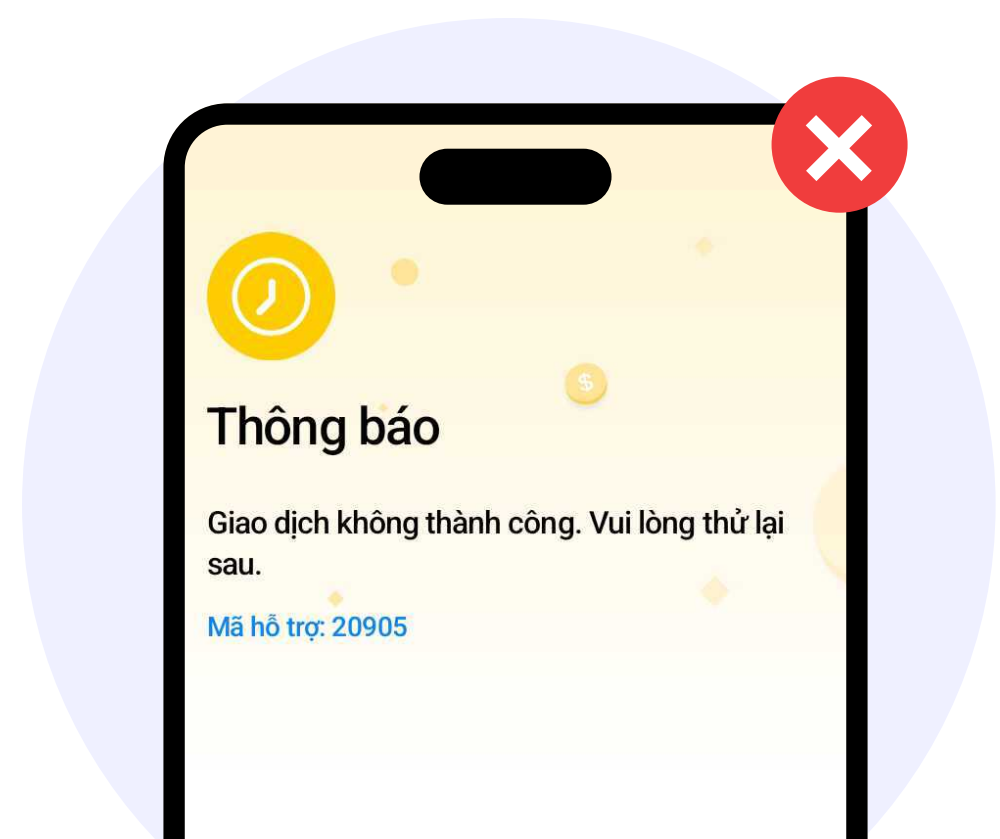 $
Thông báo
Giao dịch không thành công. Vui lòng thử lại
sau.
Mã hỗ trợ: 20905